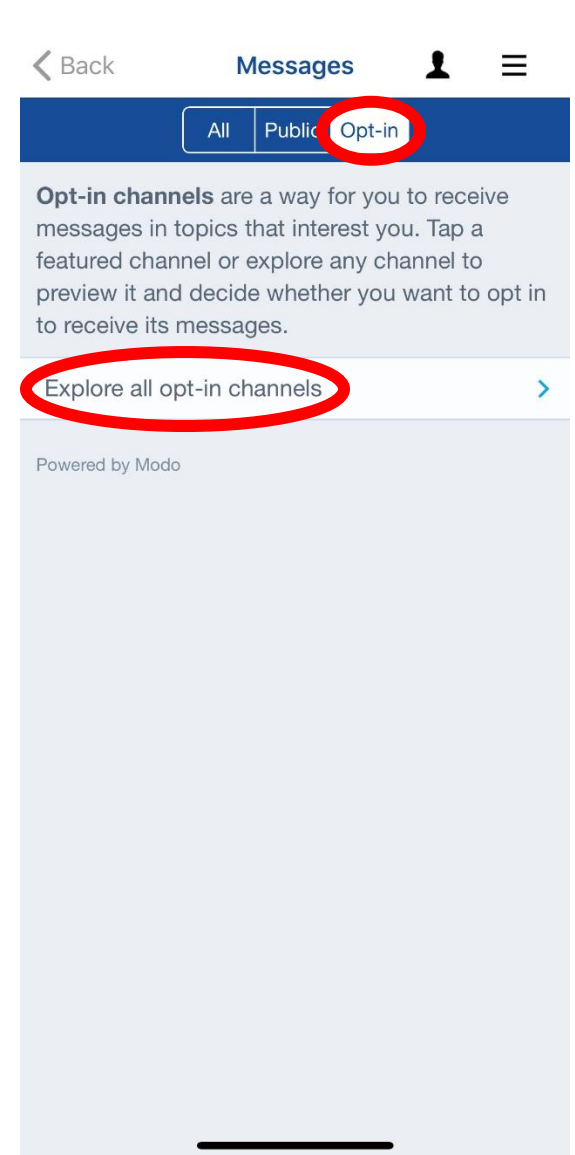 Back Messages
All Public Opt-in
Opt-in channels are a way for you to receive
messages in topics that interest you. Tap a
featured channel or explore any channel to
preview it and decide whether you want to opt in
to receive its messages.
Explore all opt-in channels
Powered by Modo